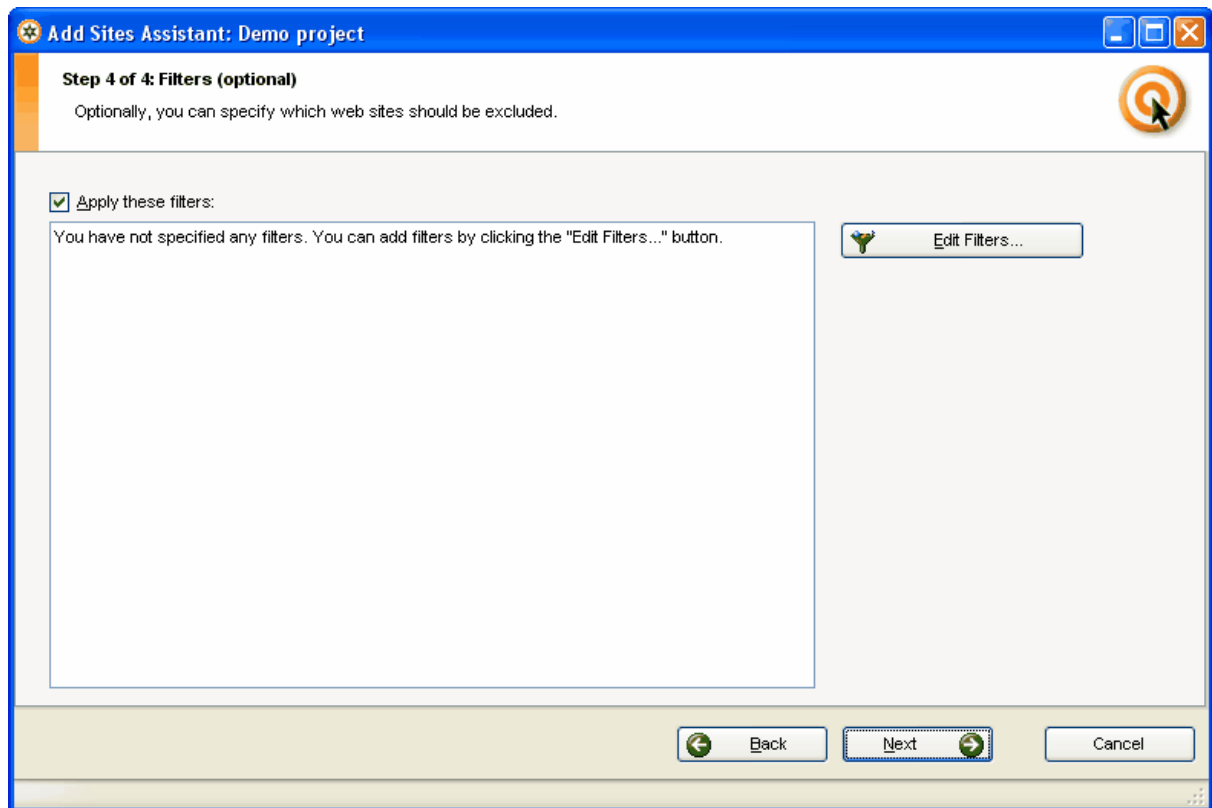 Add Sites Assistant: Demo project
Step 4 of 4: Filters (optional)
Optionally, you can specify which web sites should be excluded.
Apply these filters:
You have not specified any filters. You can add filters by clicking the "Edit Filters..." button.
Edit Filters...
Back
Next
Cancel